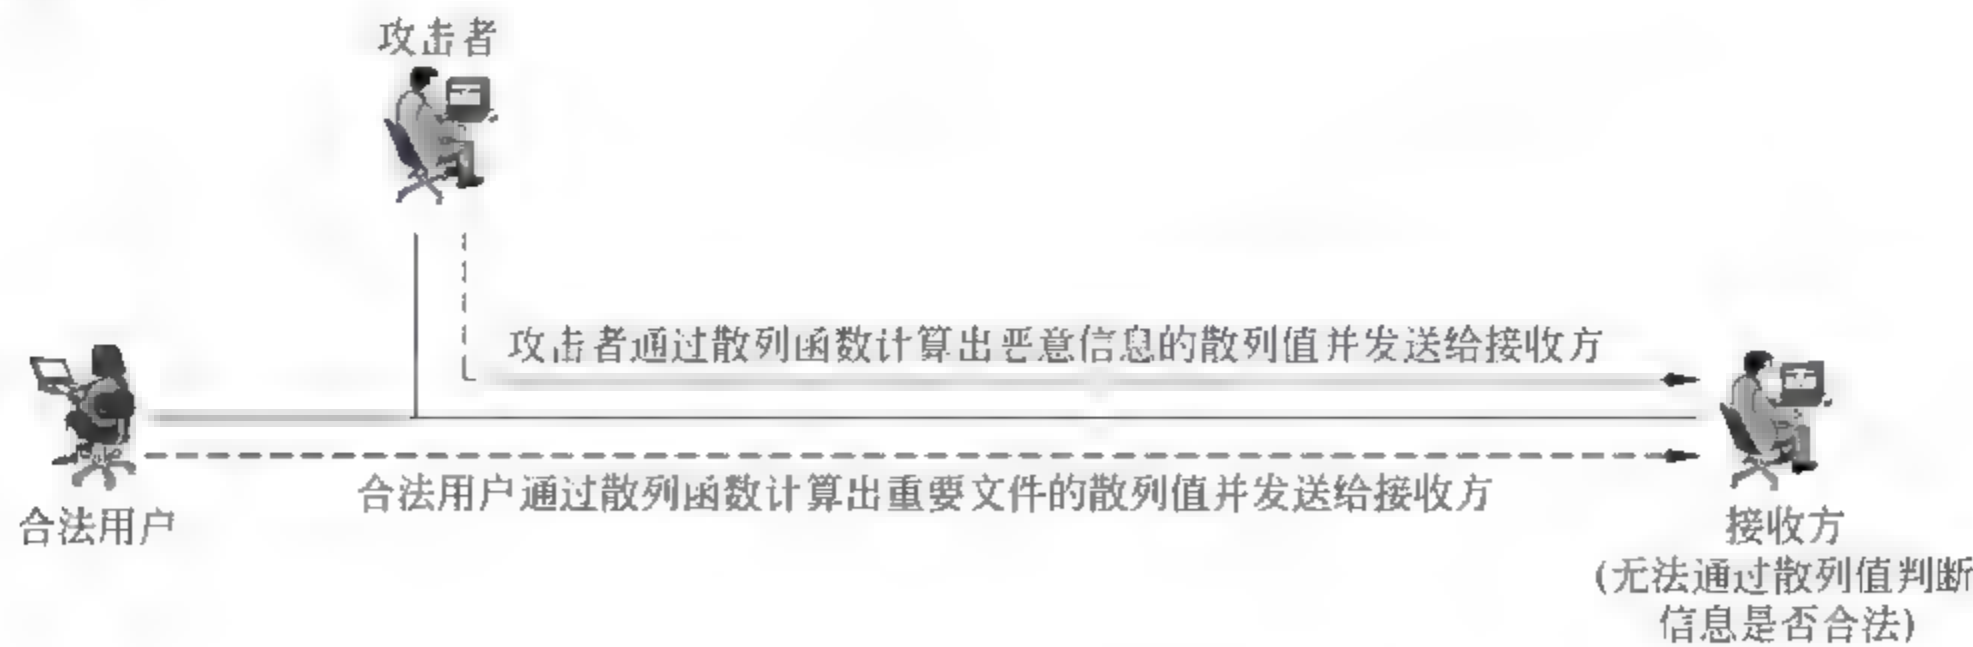 攻击者
攻击者通过散列函数计算出恶意信息的散列值并发送给接收方
合法用户通过散列函数计算出重要文件的散列值并发送给接收方
合法用户
接收方
(无法通过散列值判断
信息是否合法)